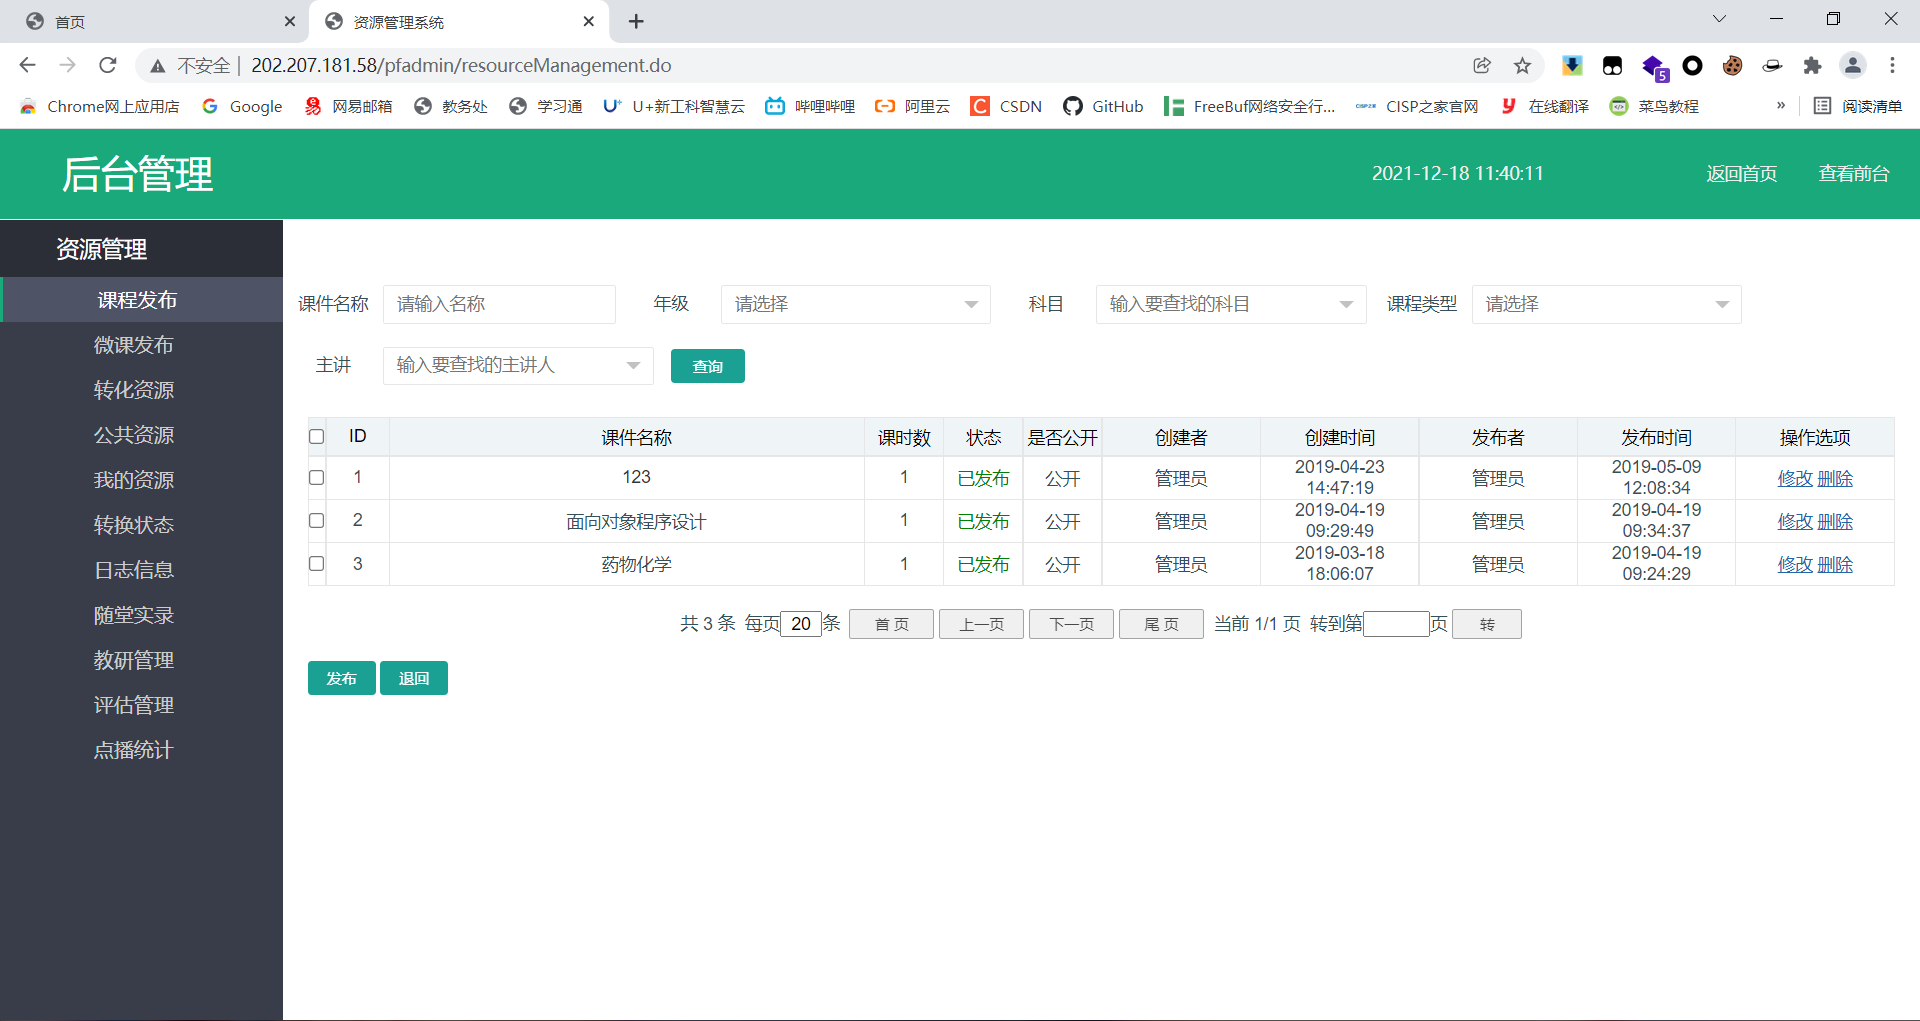 首页
资源管理系统
不安全 | 202.207.181.58/pfadmin/resourceManagement.do
5
Chrome网上应用店 Google 网易邮箱 教务处 学习通 U+新工科智慧云 哔哩哔哩 阿里云 CSDN GitHub FreeBuf网络安全行... CISP之家官网 在线翻译 菜鸟教程 » 阅读清单
后台管理 2021-12-18 11:40:11 返回首页 查看前台
资源管理
课程发布
微课发布
转化资源
公共资源
我的资源
转换状态
日志信息
随堂实录
教研管理
评估管理
点播统计
课件名称 请输入名称 年级 请选择 科目 输入要查找的科目 课程类型 请选择
主讲 输入要查找的主讲人 查询
ID 课件名称 课时数 状态 是否公开 创建者 创建时间 发布者 发布时间 操作选项
1 123 1 已发布 公开 管理员 2019-04-23 14:47:19 管理员 2019-05-09 12:08:34 修改 删除
2 面向对象程序设计 1 已发布 公开 管理员 2019-04-19 09:29:49 管理员 2019-04-19 09:34:37 修改 删除
3 药物化学 1 已发布 公开 管理员 2019-03-18 18:06:07 管理员 2019-04-19 09:24:29 修改 删除
共 3 条 每页 20 条 首 页 上一页 下一页 尾 页 当前 1/1 页 转到第 页 转
发布 退回